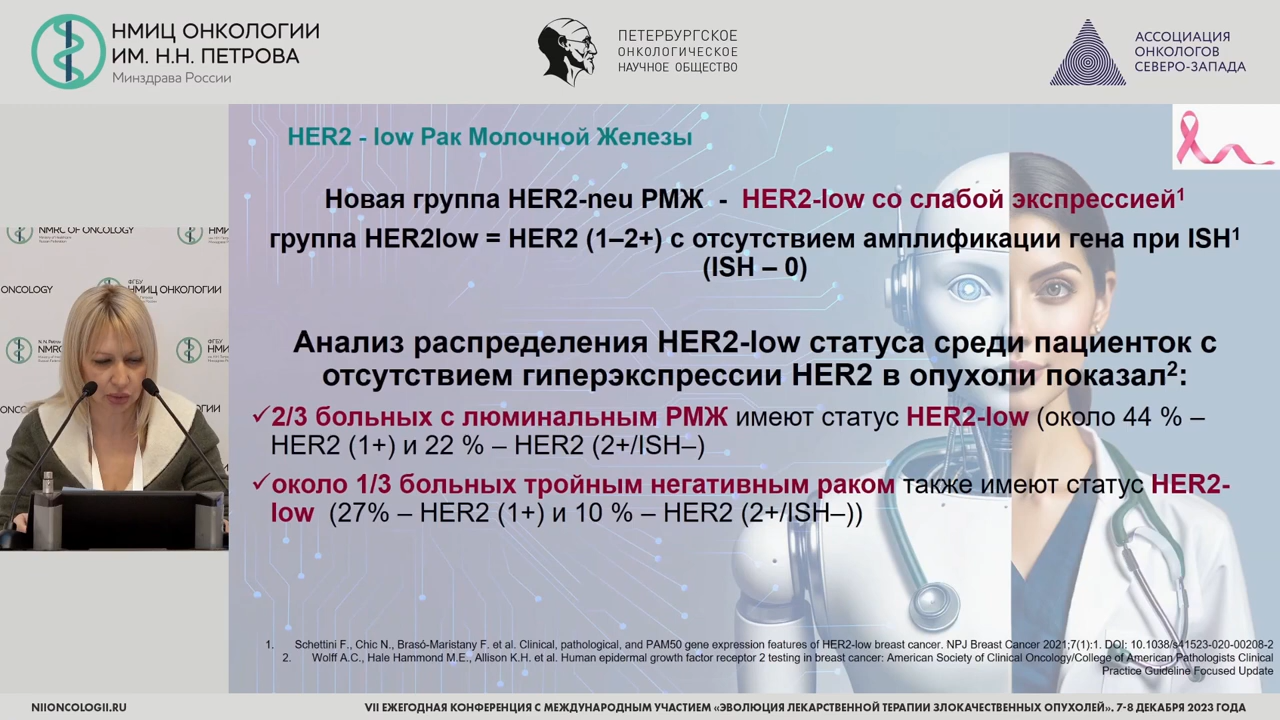 НМИЦ ОНКОЛОГИИ
ИМ. Н.Н. ПЕТРОВА
Минздрава России
ПЕТЕРБУРГСКОЕ
ОНКОЛОГИЧЕСКОЕ
НАУЧНОЕ ОБЩЕСТВО
АССОЦИАЦИЯ
ОНКОЛОГОВ
СЕВЕРО-ЗАПАДА
HER2 - low Рак Молочной Железы
Новая группа HER2-neu РМЖ - HER2-low со слабой экспрессией¹
группа HER2low = HER2 (1–2+) с отсутствием амплификации гена при ISH¹
(ISH – 0)
Анализ распределения HER2-low статуса среди пациенток с
отсутствием гиперэкспрессии HER2 в опухоли показал²:
✓2/3 больных с люминальным РМЖ имеют статус HER2-low (около 44 % –
HER2 (1+) и 22 % – HER2 (2+/ISH–)
✓около 1/3 больных тройным негативным раком также имеют статус HER2-
low (27% – HER2 (1+) и 10 % – HER2 (2+/ISH–))
1. Schettini F., Chic N., Brasó-Maristany F. et al. Clinical, pathological, and PAM50 gene expression features of HER2-low breast cancer. NPJ Breast Cancer 2021;7(1):1. DOI: 10.1038/s41523-020-00208-2
2. Wolff A.C., Hale Hammond M.E., Allison K.H. et al. Human epidermal growth factor receptor 2 testing in breast cancer: American Society of Clinical Oncology/College of American Pathologists Clinical
Practice Guideline Focused Update
NMRC OF ONCOLOGY
ONCOLOGY
ФГБУ
НМИЦ ОНКОЛОГИИ
N.N. Petrov
NMRC
ФГБУ
НМИЦ
NIIONCOLOGII.RU
VII ЕЖЕГОДНАЯ КОНФЕРЕНЦИЯ С МЕЖДУНАРОДНЫМ УЧАСТИЕМ «ЭВОЛЮЦИЯ ЛЕКАРСТВЕННОЙ ТЕРАПИИ ЗЛОКАЧЕСТВЕННЫХ ОПУХОЛЕЙ». 7-8 ДЕКАБРЯ 2023 ГОДА